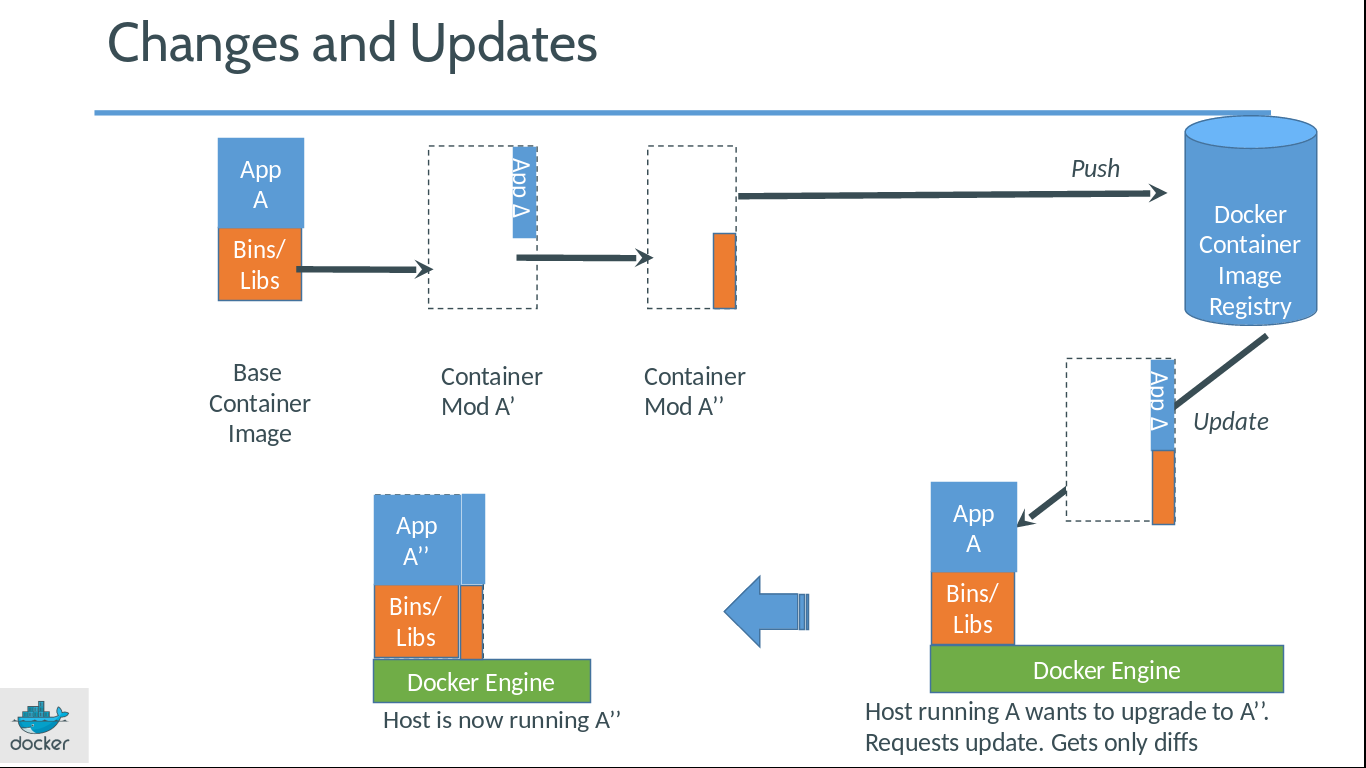 Changes and Updates
App
A
Bins/
Libs
App A
Push
Docker
Container
Image
Registry
Base
Container
Image
Container
Mod A’
Container
Mod A’’
App A
Update
App
A
Bins/
Libs
Docker Engine
Host running A wants to upgrade to A’’.
Requests update. Gets only diffs
App
A’’
Bins/
Libs
Docker Engine
Host is now running A’’
docker